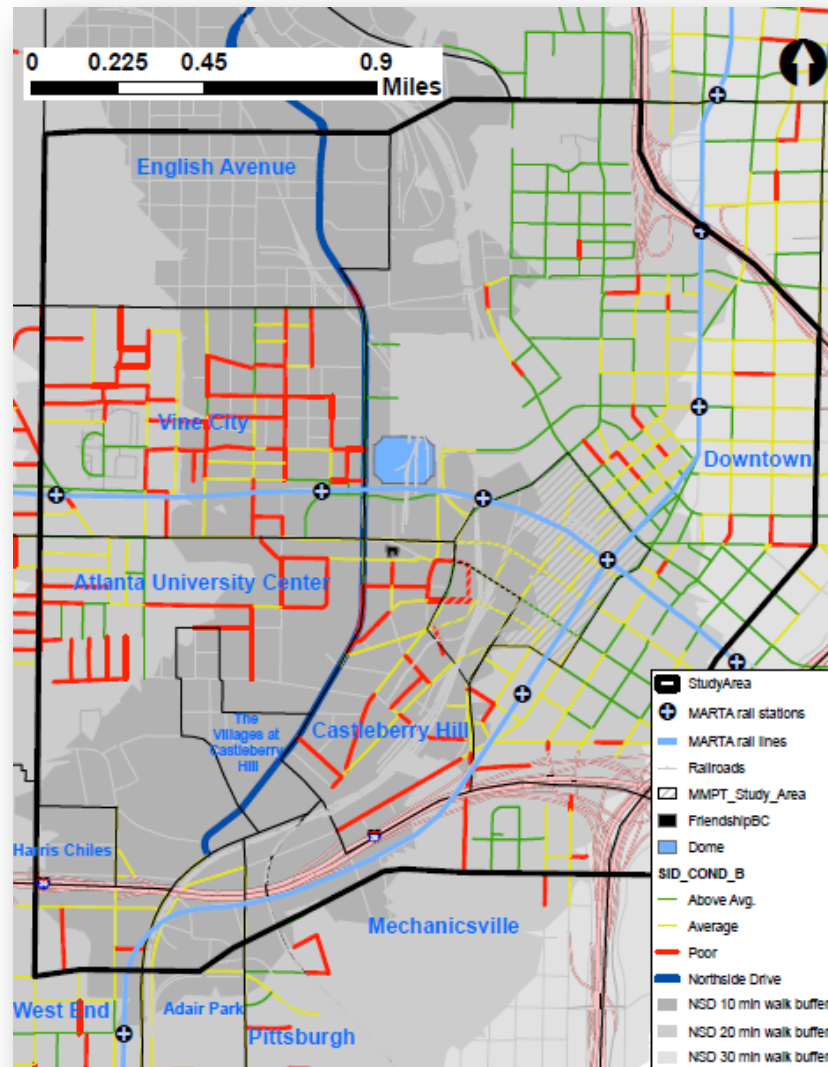 0 0.225 0.45 0.9
Miles
English Avenue
Vine City
Downtown
Atlanta University Center
The
Villages at
Castleberry
Hill
Castleberry Hill
Harris Chiles
Mechanicsville
West End
Adair Park
Pittsburgh
StudyArea
MARTA rail stations
MARTA rail lines
Railroads
MMPT_Study_Area
FriendshipBC
Dome
SID_COND_B
Above Avg.
Average
Poor
Northside Drive
NSD 10 min walk buffer
NSD 20 min walk buffer
NSD 30 min walk buffer